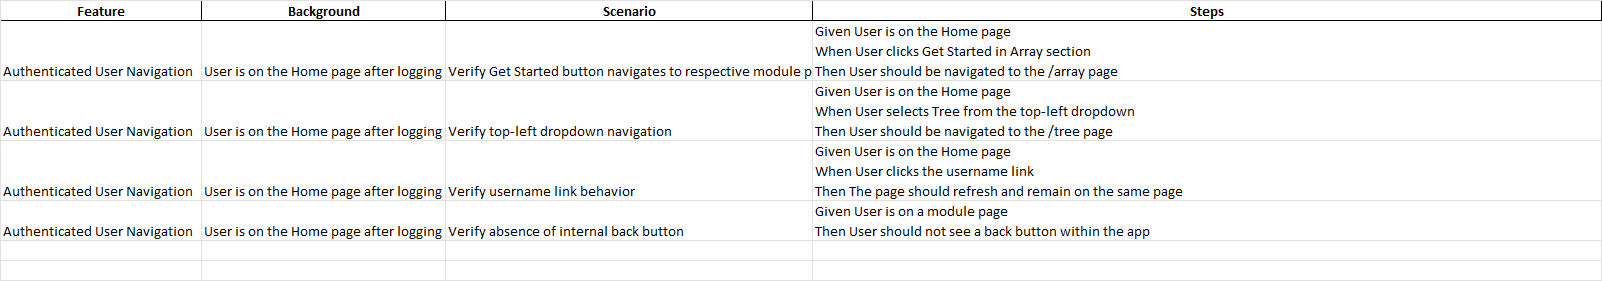 Feature Background Scenario Steps
Given User is on the Home page
When User clicks Get Started in Array section
Authenticated User Navigation User is on the Home page after logging Verify Get Started button navigates to respective module p Then User should be navigated to the /array page
Given User is on the Home page
When User selects Tree from the top-left dropdown
Authenticated User Navigation User is on the Home page after logging Verify top-left dropdown navigation Then User should be navigated to the /tree page
Given User is on the Home page
When User clicks the username link
Authenticated User Navigation User is on the Home page after logging Verify username link behavior Then The page should refresh and remain on the same page
Given User is on a module page
Authenticated User Navigation User is on the Home page after logging Verify absence of internal back button Then User should not see a back button within the app